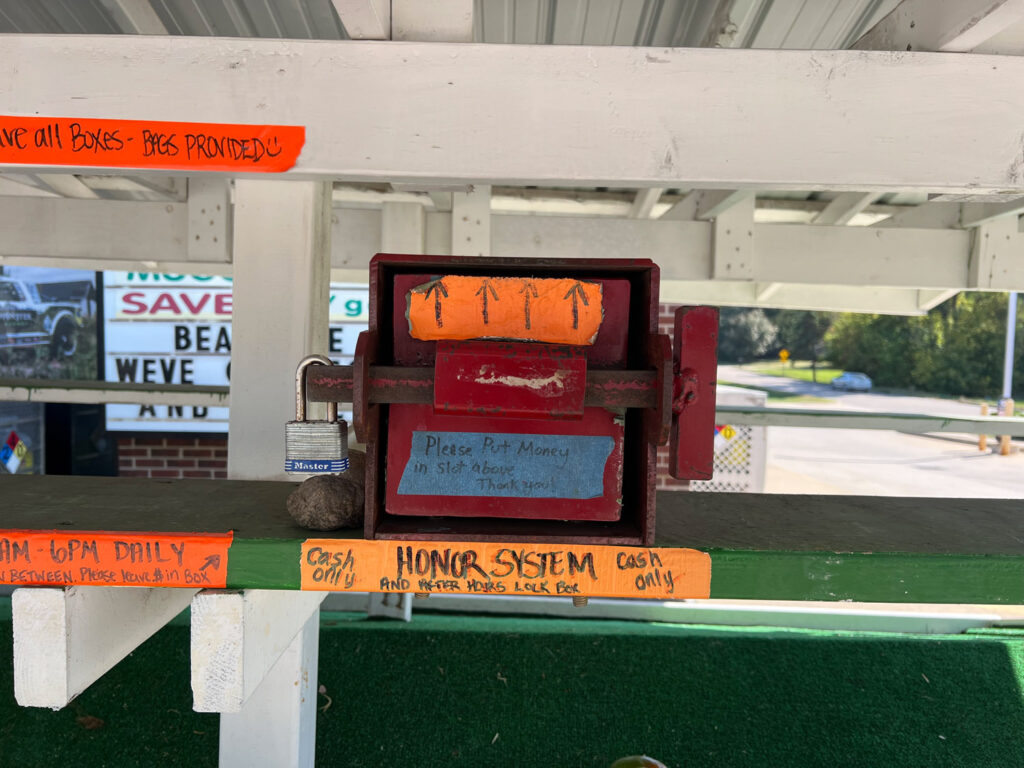 all Boxes - BAGS PROVIDED
SAVE
BEA
WEVE
AND
Master
Please Put Money
in slot Above
Thank you!
AM - 6PM DAILY
BETWEEN. Please leave $ in Box
Cash only
HONOR SYSTEM
Cash only
AND AFTER HOURS LOCK BOX